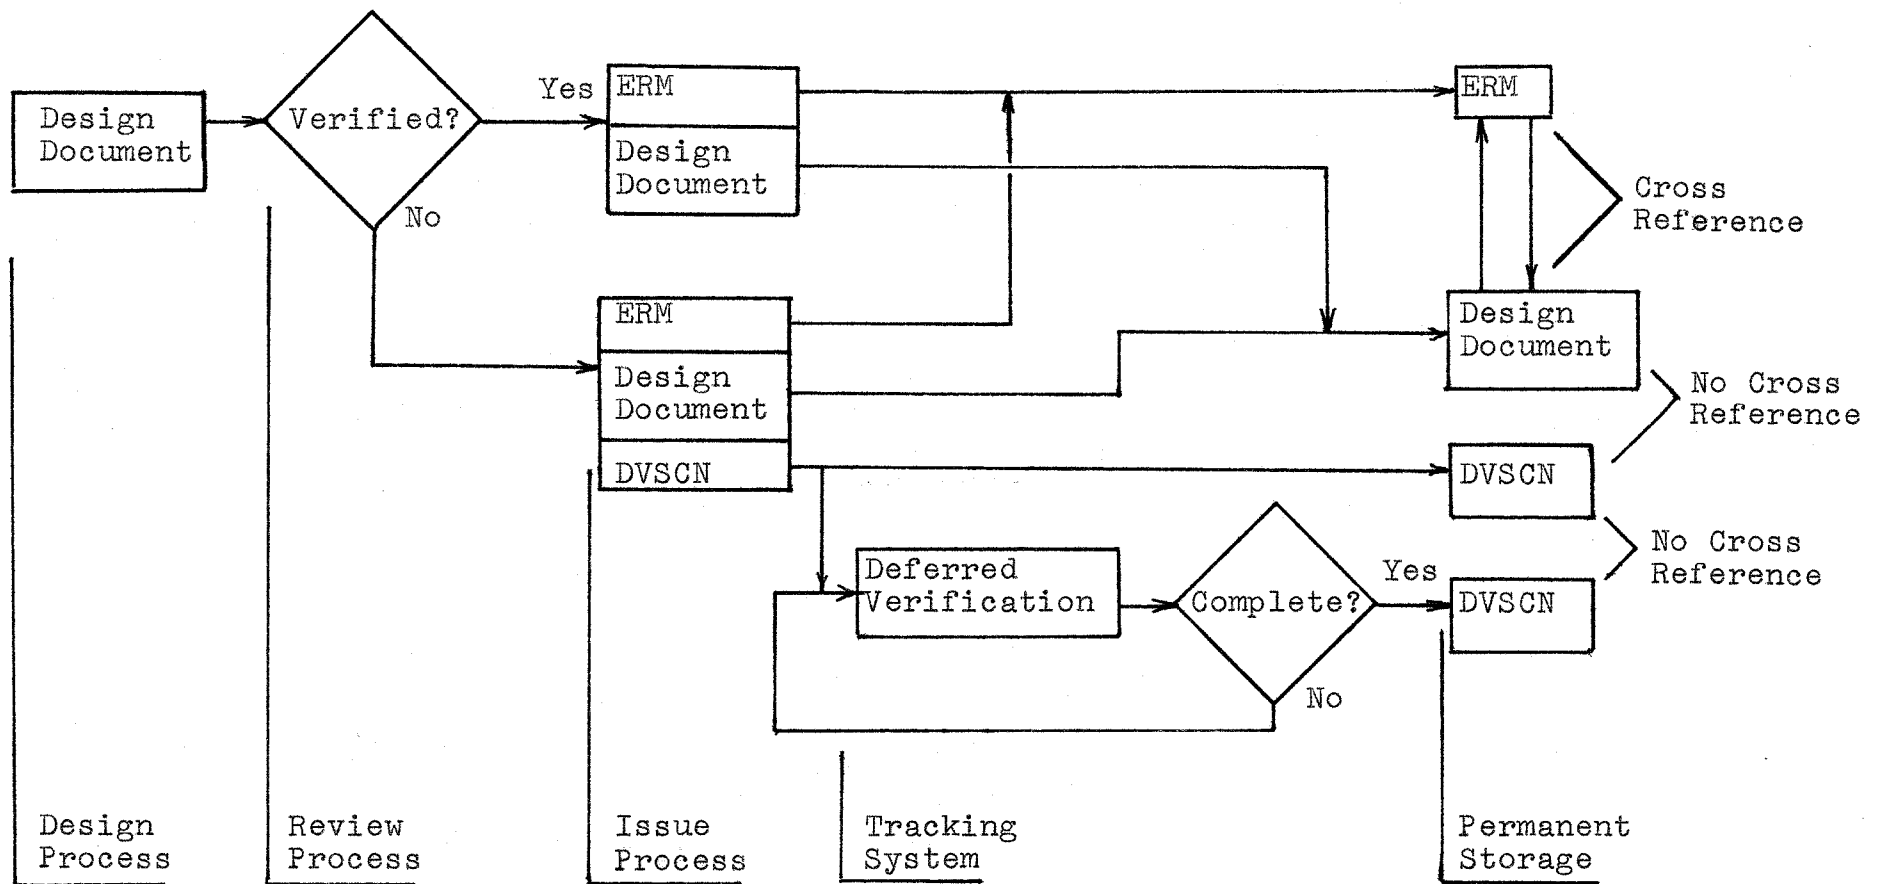 Design
Document
Verified?
Yes
No
ERM
Design
Document
ERM
Design
Document
DVSCN
Deferred
Verification
Complete?
Yes
No
ERM
Cross
Reference
Design
Document
No Cross
Reference
DVSCN
No Cross
Reference
DVSCN
Design
Process
Review
Process
Issue
Process
Tracking
System
Permanent
Storage